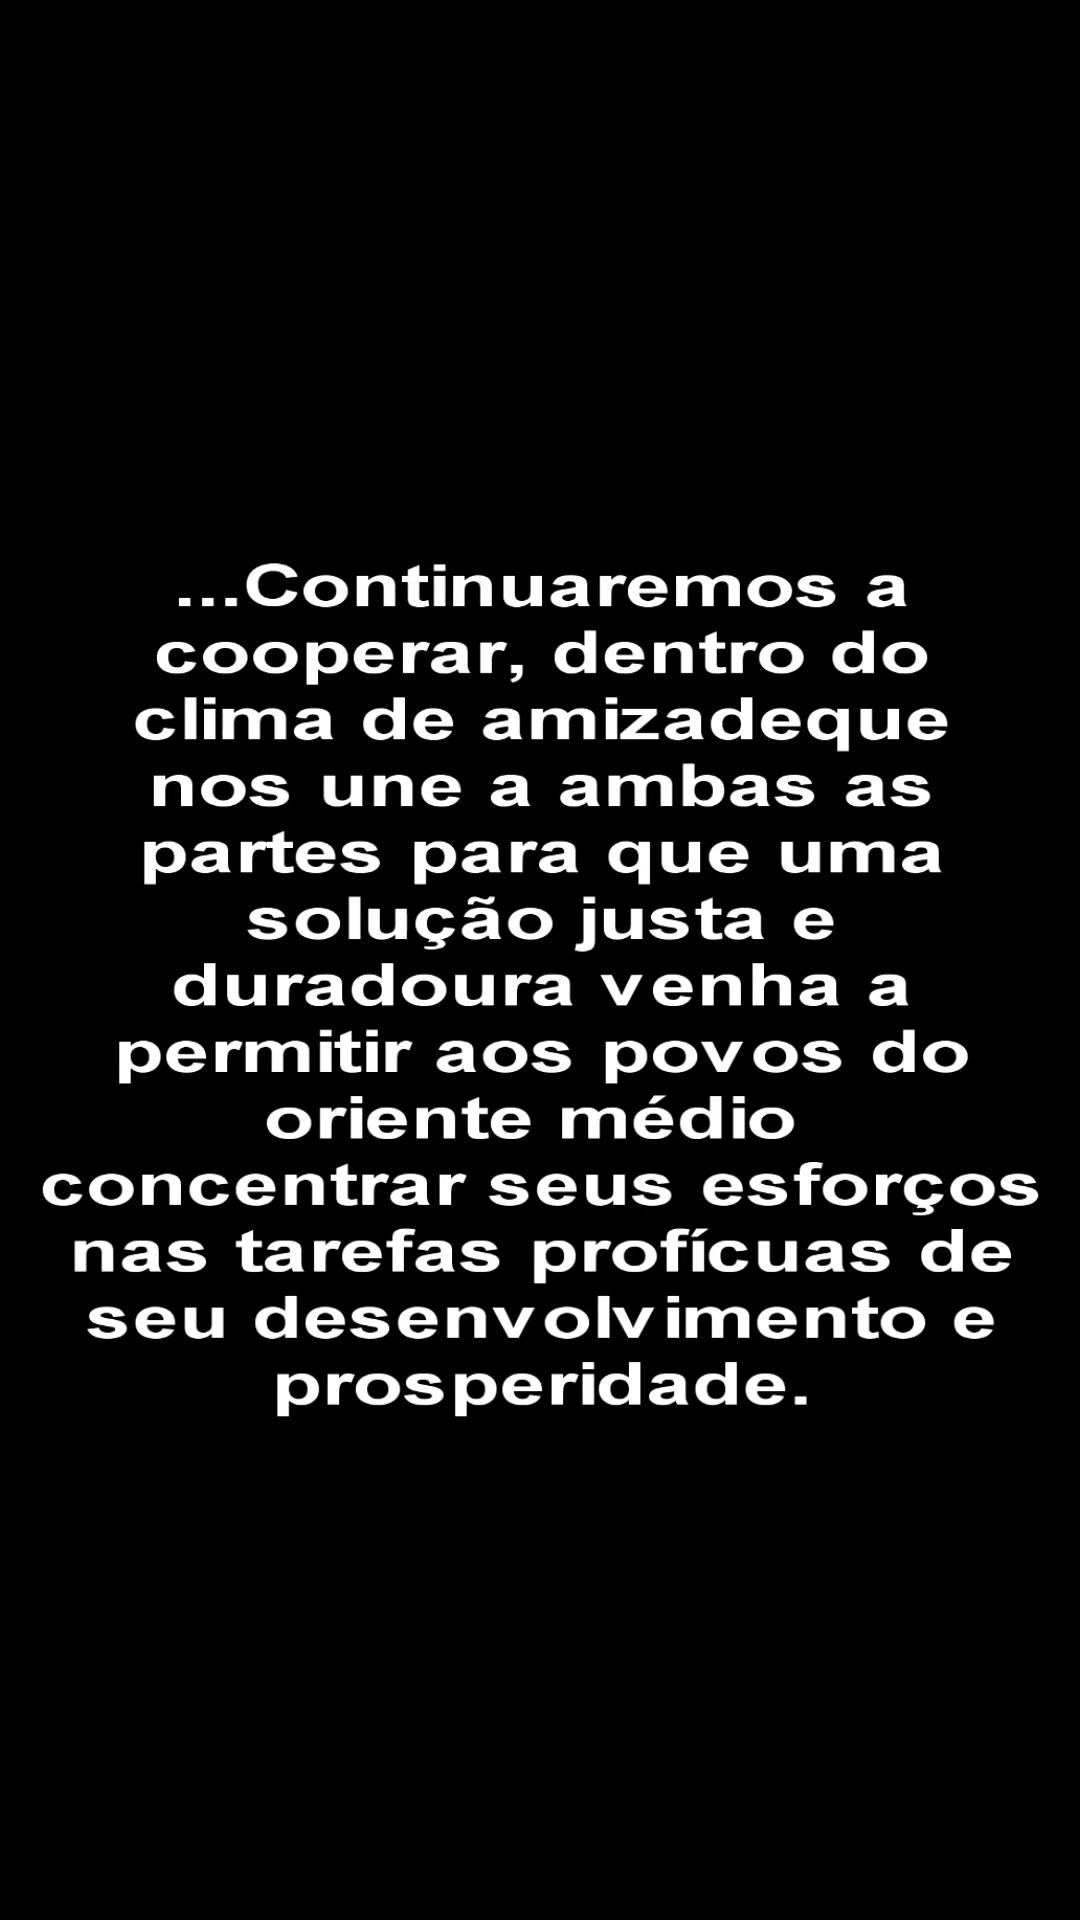 ...Continuaremos a
cooperar, dentro do
clima de amizadeque
nos une a ambas as
partes para que uma
solução justa e
duradoura venha a
permitir aos povos do
oriente médio
concentrar seus esforços
nas tarefas profícuas de
seu desenvolvimento e
prosperidade.